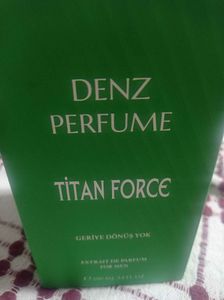 DENZ
PERFUME
TİTAN FORCE
GERİYE DÖNÜŞ YOK
EXTRAIT DE PARFUM
FOR MEN